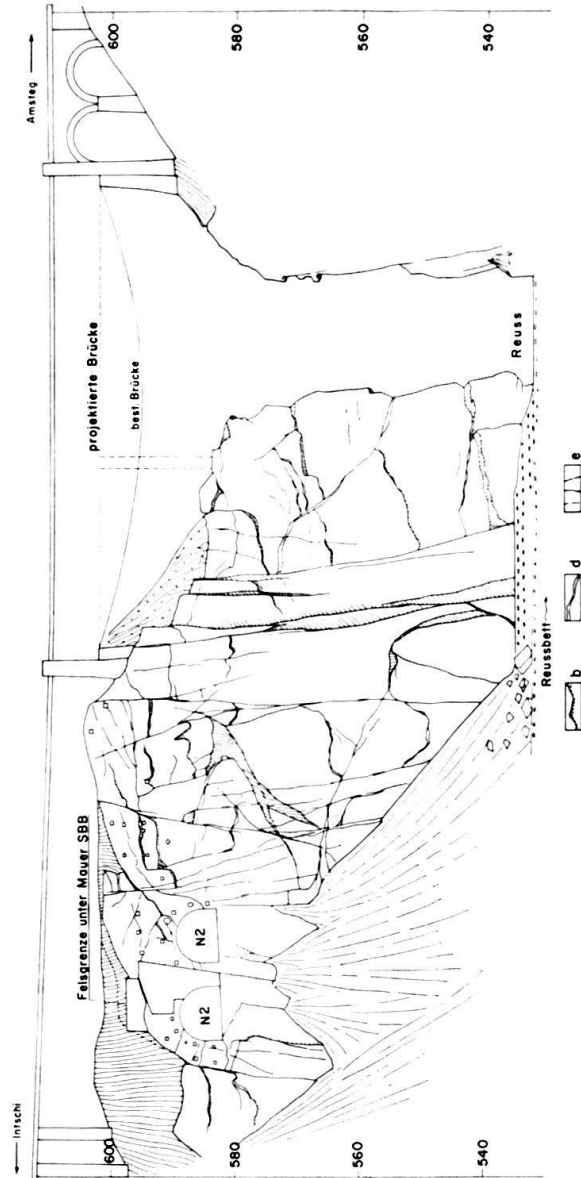 ← Intschi
Amsteg →
Felsgrenze unter Mauer SBB
projektierte Brücke
best. Brücke
600
580
560
540
600
580
560
540
N2
N2
Reuss
Reussbett →
b
d
e